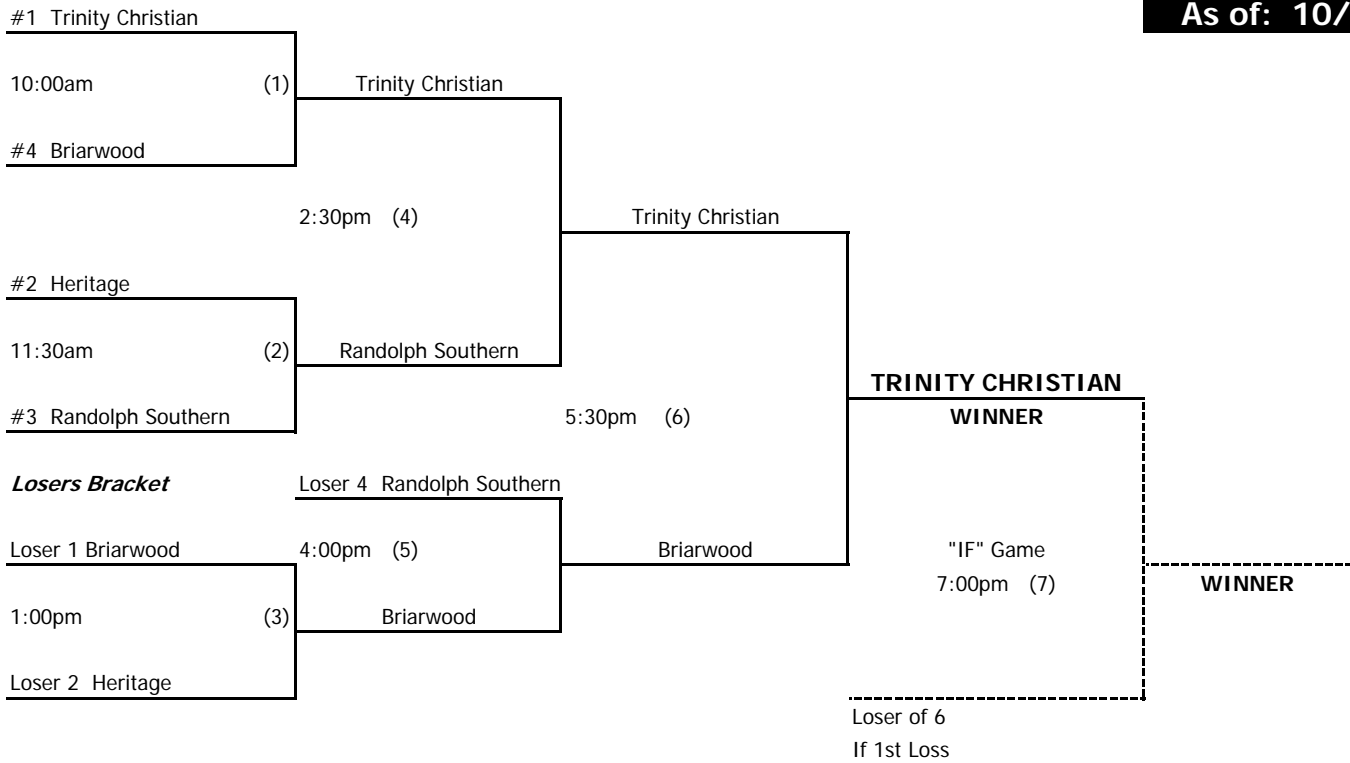 As of: 10/
#1 Trinity Christian
10:00am (1) Trinity Christian
#4 Briarwood
2:30pm (4) Trinity Christian
#2 Heritage
11:30am (2) Randolph Southern
TRINITY CHRISTIAN
#3 Randolph Southern 5:30pm (6) WINNER
Losers Bracket Loser 4 Randolph Southern
Loser 1 Briarwood 4:00pm (5) Briarwood "IF" Game
7:00pm (7) WINNER
1:00pm (3) Briarwood
Loser 2 Heritage
Loser of 6
If 1st Loss